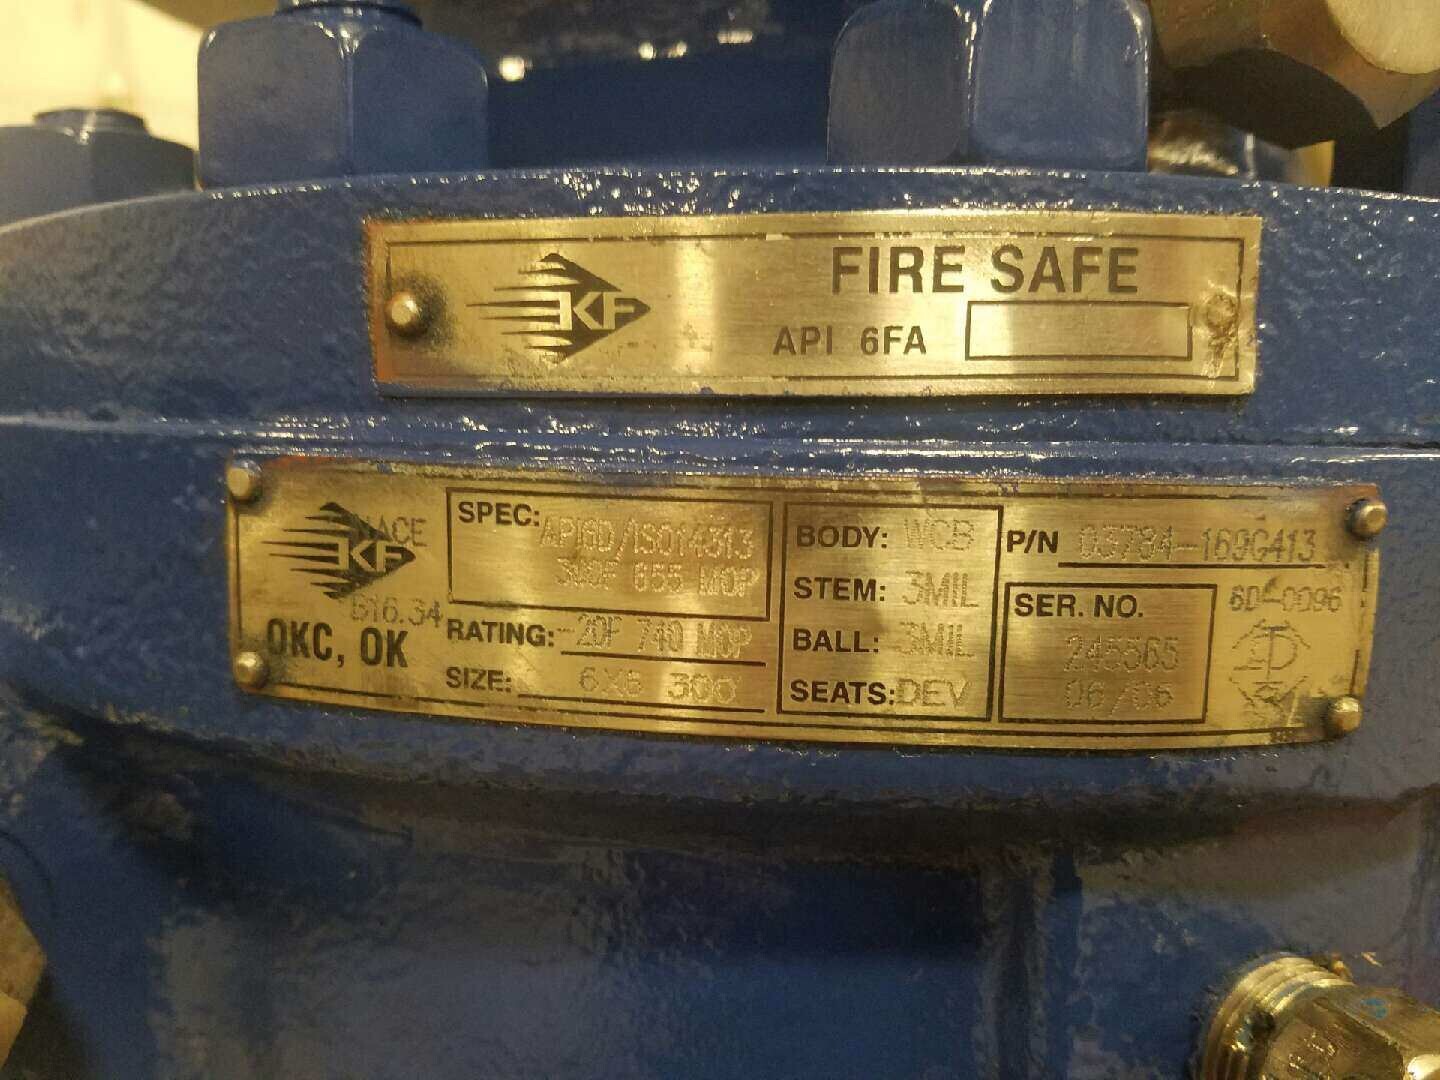 KF
FIRE SAFE
API 6FA
NACE
KF
B16.34
OKC, OK
SPEC: API6D/ISO14313
300F 655 MOP
RATING: -20F 740 MOP
SIZE: 6X6 300
BODY: WCB
STEM: 3MIL
BALL: 3MIL
SEATS: DEV
P/N 03784-169G413
SER. NO.
245565
06/06
6D-0096